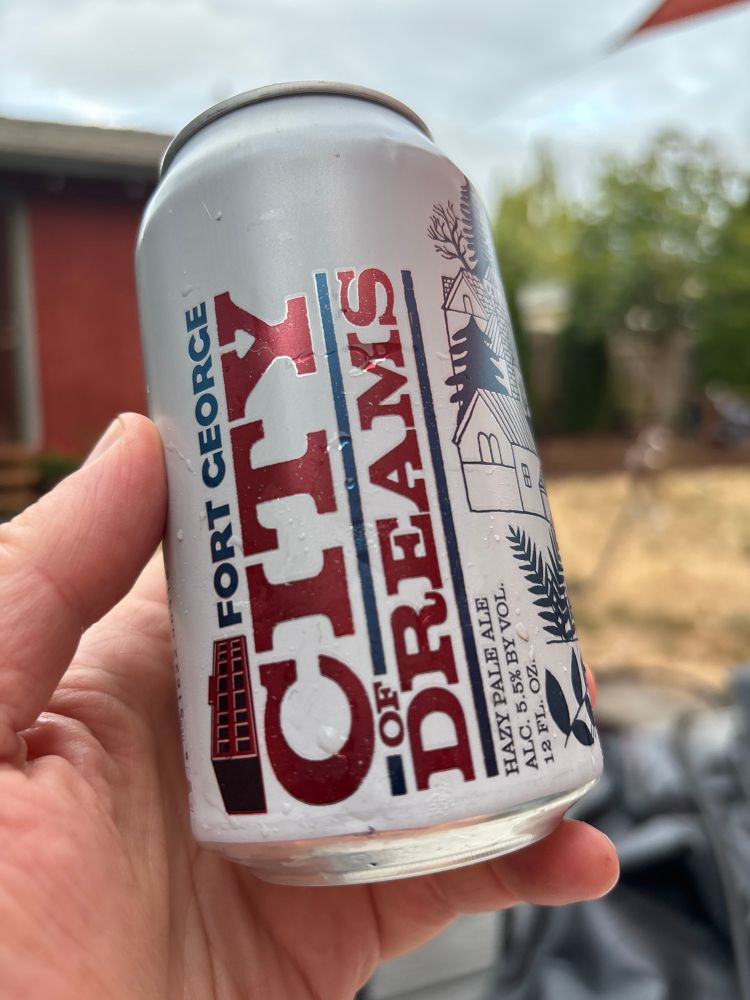 FORT GEORGE
CITY
OF
DREAMS
HAZY PALE ALE
ALC. 5.5% BY VOL.
12 FL. OZ.